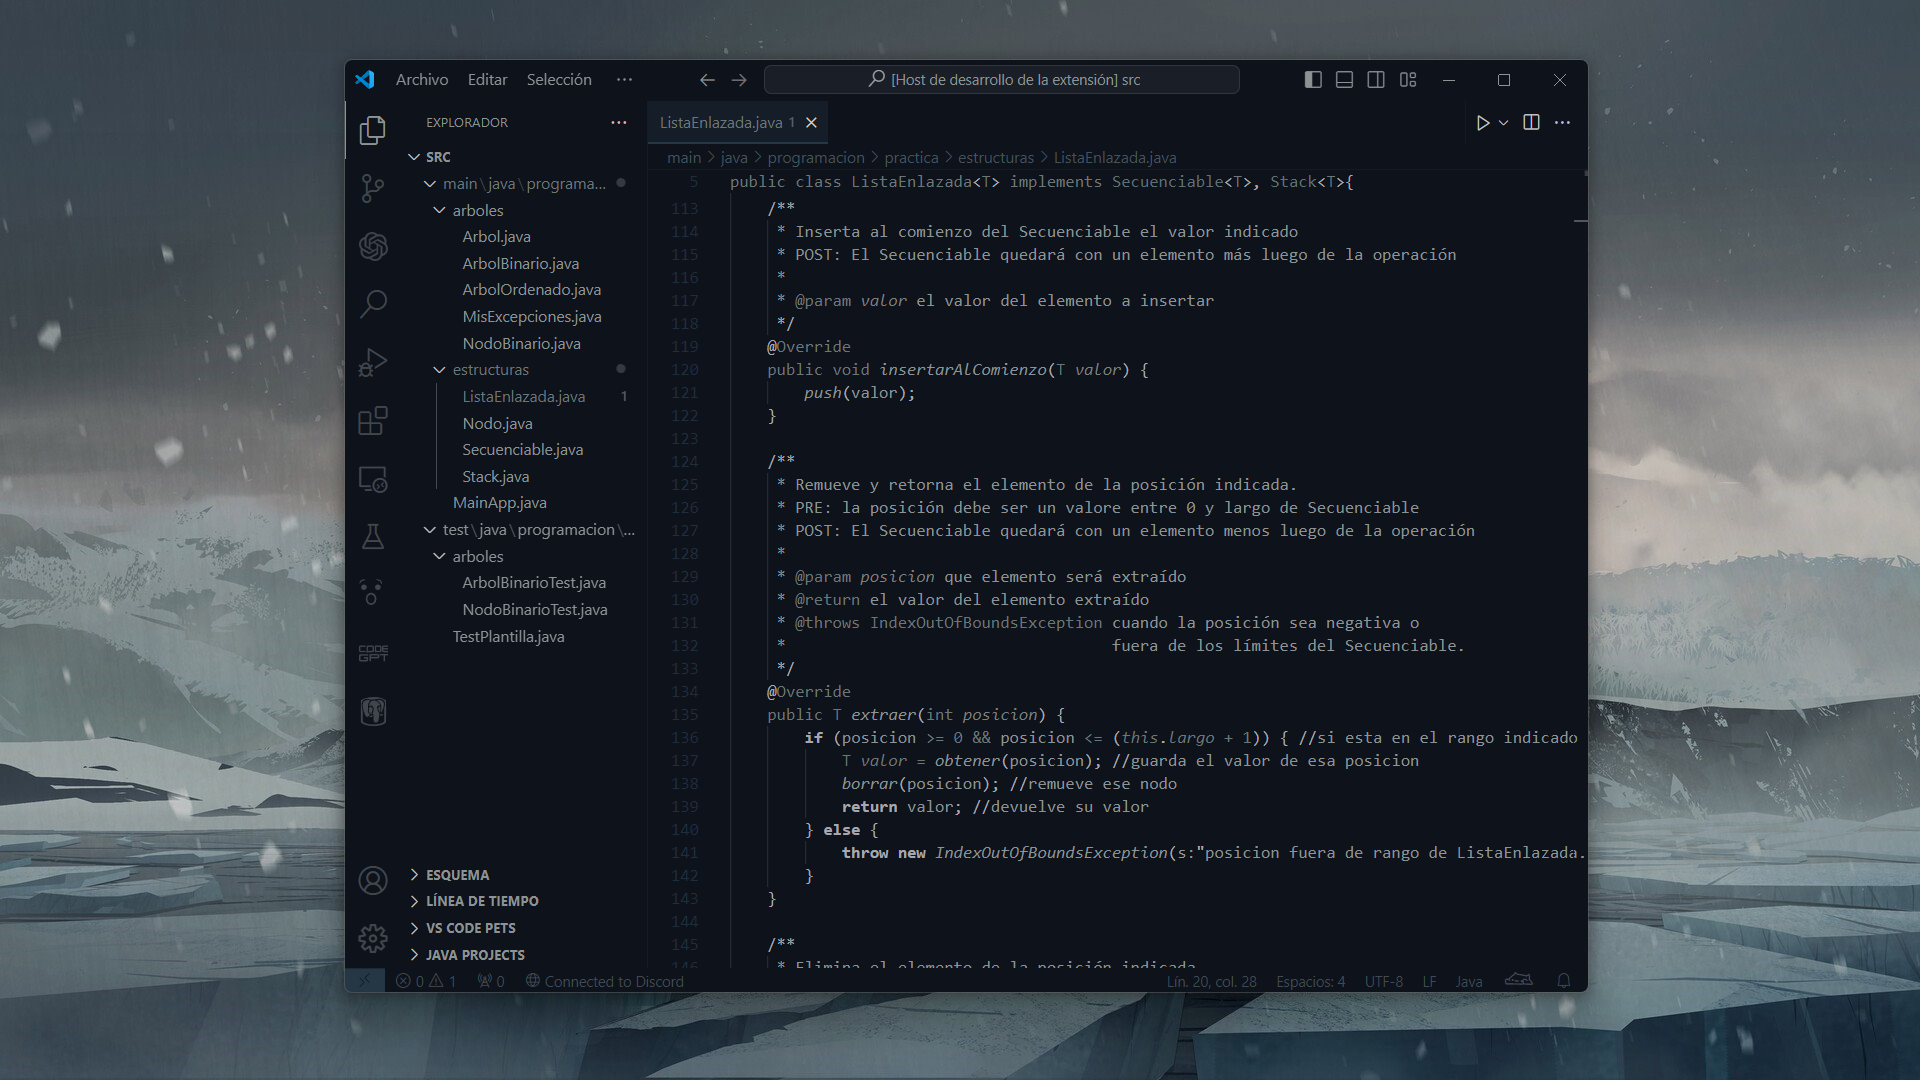 Archivo Editar Selección ··· [Host de desarrollo de la extensión] src
EXPLORADOR ···
SRC
main\java\programa...
arboles
Arbol.java
ArbolBinario.java
ArbolOrdenado.java
MisExcepciones.java
NodoBinario.java
estructuras
ListaEnlazada.java 1
Nodo.java
Secuenciable.java
Stack.java
MainApp.java
test\java\programacion\...
arboles
ArbolBinarioTest.java
NodoBinarioTest.java
TestPlantilla.java
CODE
GPT
ESQUEMA
LÍNEA DE TIEMPO
VS CODE PETS
JAVA PROJECTS
ListaEnlazada.java 1
main > java > programacion > practica > estructuras > ListaEnlazada.java
5 public class ListaEnlazada<T> implements Secuenciable<T>, Stack<T>{
113 /**
114 * Inserta al comienzo del Secuenciable el valor indicado
115 * POST: El Secuenciable quedará con un elemento más luego de la operación
116 *
117 * @param valor el valor del elemento a insertar
118 */
119 @Override
120 public void insertarAlComienzo(T valor) {
121 push(valor);
122 }
123
124 /**
125 * Remueve y retorna el elemento de la posición indicada.
126 * PRE: la posición debe ser un valore entre 0 y largo de Secuenciable
127 * POST: El Secuenciable quedará con un elemento menos luego de la operación
128 *
129 * @param posicion que elemento será extraído
130 * @return el valor del elemento extraído
131 * @throws IndexOutOfBoundsException cuando la posición sea negativa o
132 * fuera de los límites del Secuenciable.
133 */
134 @Override
135 public T extraer(int posicion) {
136 if (posicion >= 0 && posicion <= (this.largo + 1)) { //si esta en el rango indicado
137 T valor = obtener(posicion); //guarda el valor de esa posicion
138 borrar(posicion); //remueve ese nodo
139 return valor; //devuelve su valor
140 } else {
141 throw new IndexOutOfBoundsException(s:"posicion fuera de rango de ListaEnlazada.
142 }
143 }
144
145 /**
146 * Elimina el elemento de la posición indicada
0 1 0 Connected to Discord Lín. 20, col. 28 Espacios: 4 UTF-8 LF Java